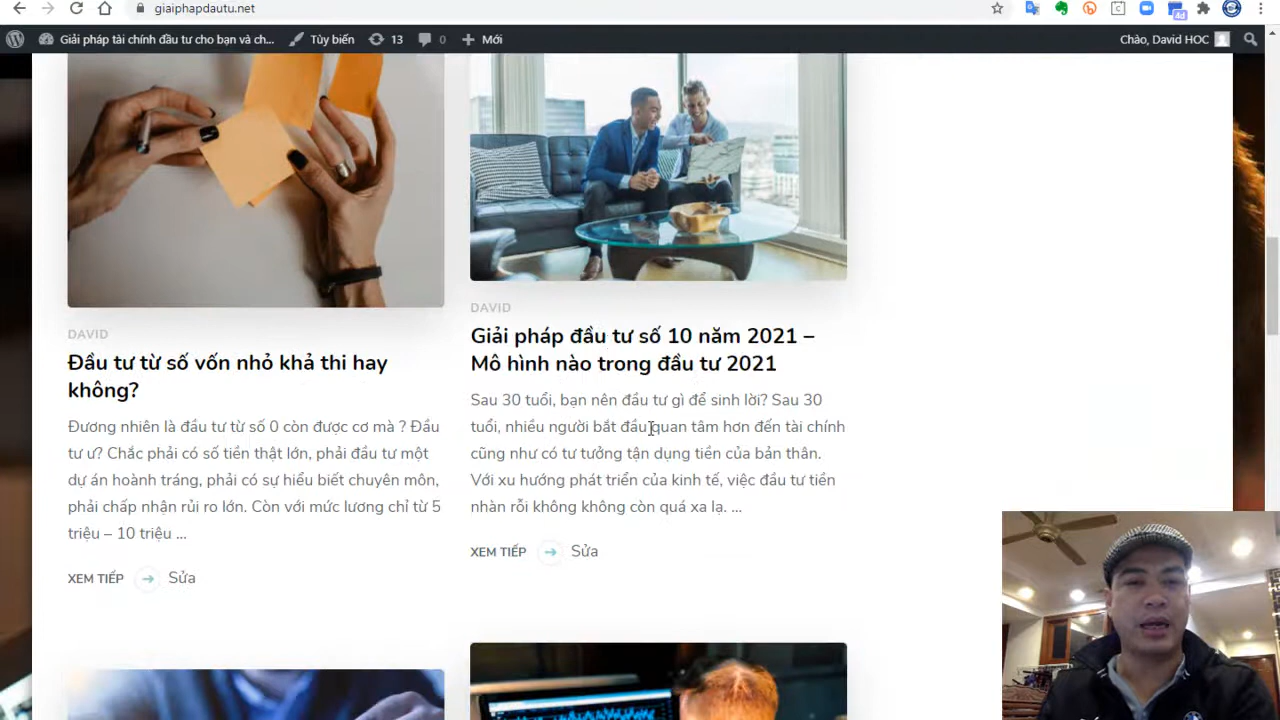 giaiphapdautu.net
4d
Giải pháp tài chính đầu tư cho bạn và ch...
Tùy biến
13
0
Mới
Chào, David HOC
DAVID
Đầu tư từ số vốn nhỏ khả thi hay
không?
Đương nhiên là đầu tư từ số 0 còn được cơ mà ? Đầu
tư ư? Chắc phải có số tiền thật lớn, phải đầu tư một
dự án hoành tráng, phải có sự hiểu biết chuyên môn,
phải chấp nhận rủi ro lớn. Còn với mức lương chỉ từ 5
triệu – 10 triệu ...
XEM TIẾP
Sửa
DAVID
Giải pháp đầu tư số 10 năm 2021 –
Mô hình nào trong đầu tư 2021
Sau 30 tuổi, bạn nên đầu tư gì để sinh lời? Sau 30
tuổi, nhiều người bắt đầu quan tâm hơn đến tài chính
cũng như có tư tưởng tận dụng tiền của bản thân.
Với xu hướng phát triển của kinh tế, việc đầu tư tiền
nhàn rỗi không không còn quá xa lạ. ...
XEM TIẾP
Sửa